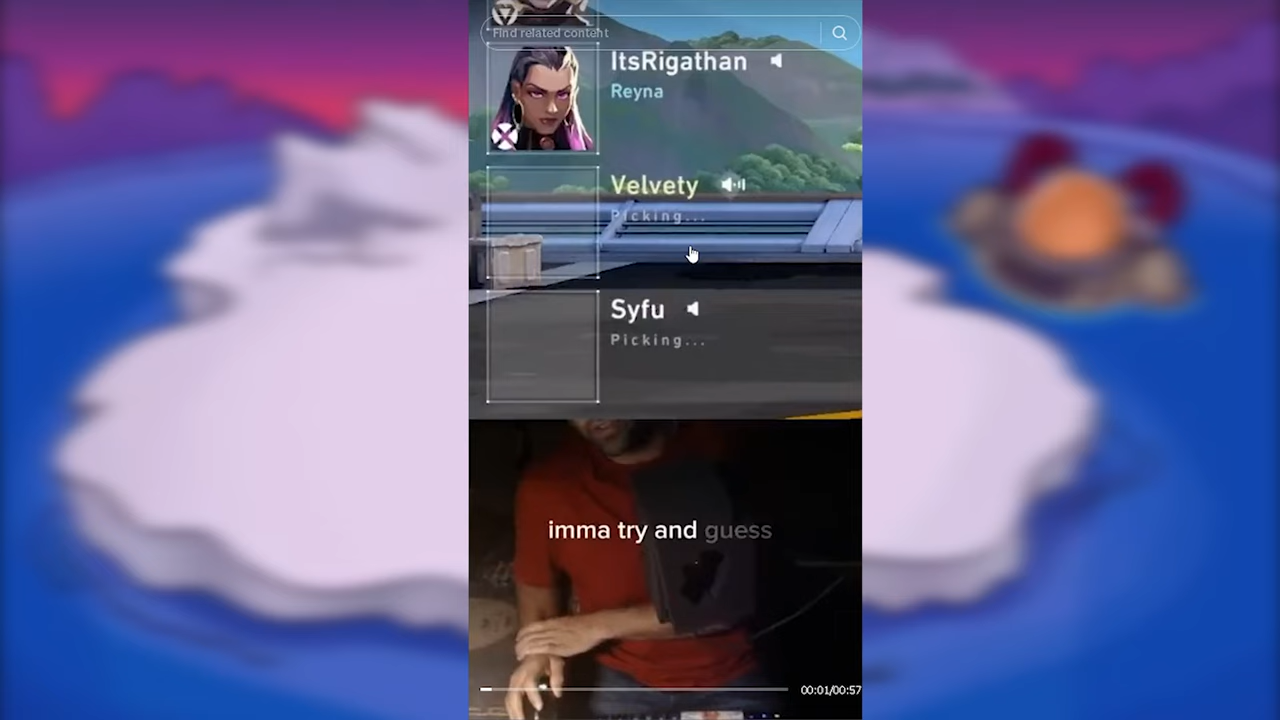 Find related content
ItsRigathan
Reyna
Velvety
Picking...
Syfu
Picking...
imma try and guess
00:01/00:57